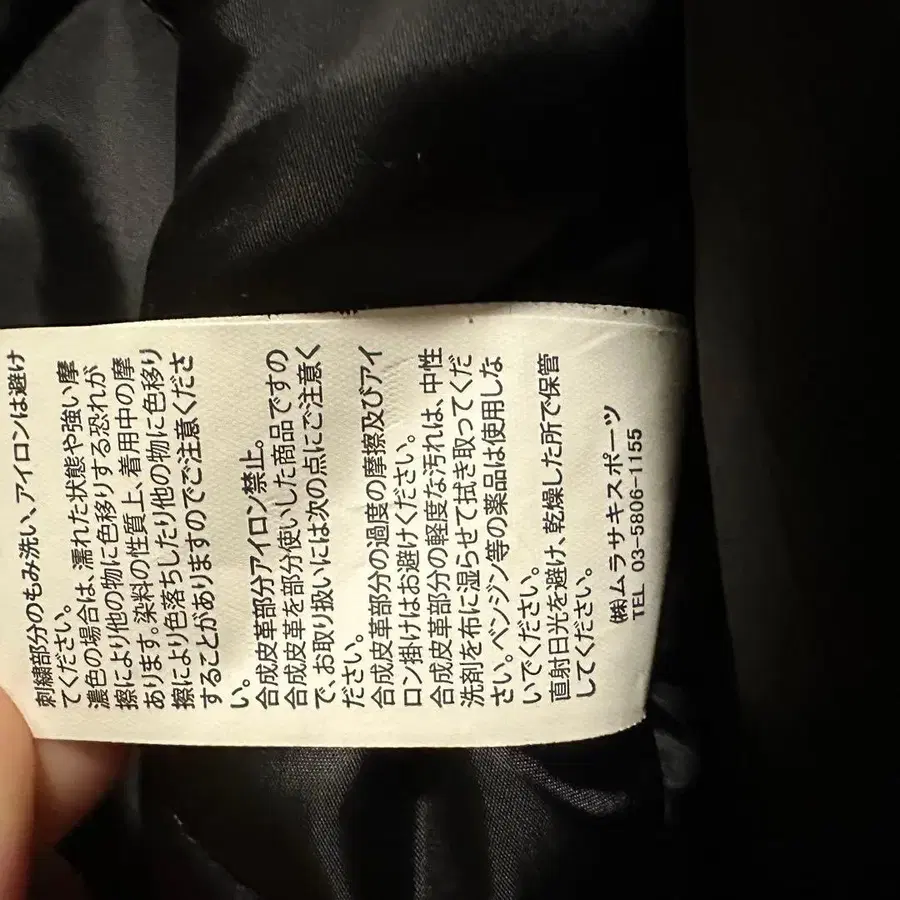 刺繍部分のもみ洗い、アイロンは避け
てください。
濃色の場合は、濡れた状態や強い摩
擦により他の物に色移りする恐れが
あります。染料の性質上、着用中の摩
擦により色落ちしたり他の物に色移り
することがありますのでご注意くださ
い。
合成皮革部分アイロン禁止。
合成皮革を部分使いした商品ですの
で、お取り扱いには次の点にご注意く
ださい。
合成皮革部分の過度の摩擦及びアイ
ロン掛けはお避けください。
合成皮革部分の軽度な汚れは、中性
洗剤を布に湿らせて拭き取ってくだ
さい。ベンジン等の薬品は使用しな
いでください。
直射日光を避け、乾燥した所で保管
してください。
㈱ムラサキスポーツ
TEL 03-5806-1155